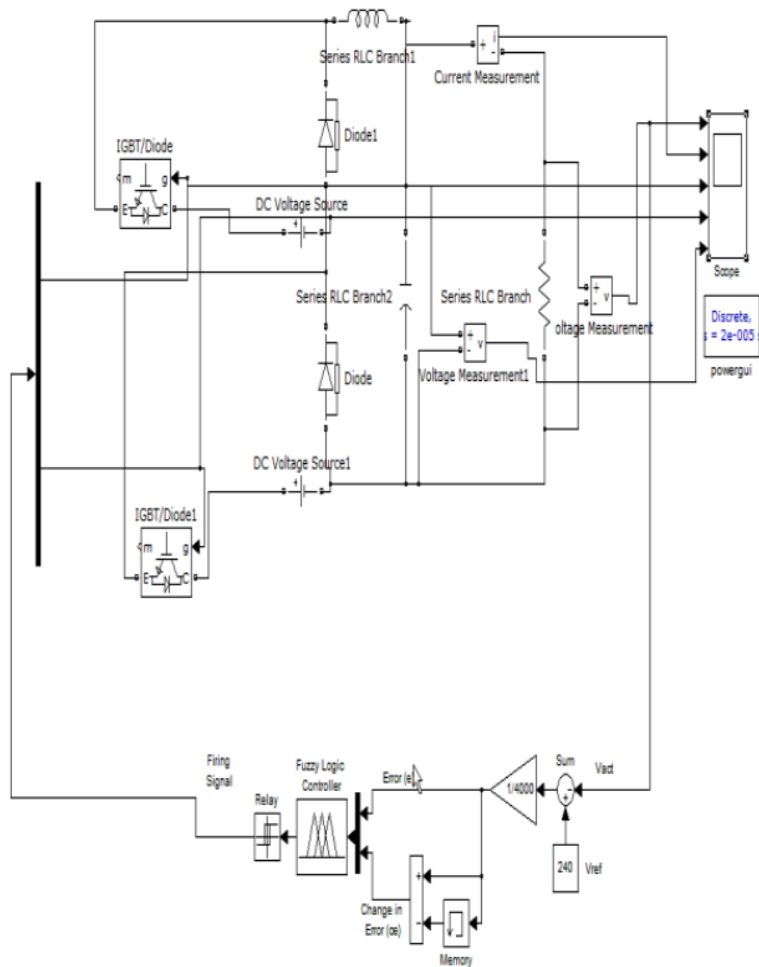 Series RLC Branch1
i
+
-
Current Measurement
Diode1
IGBT/Diode
m
g
E
C
DC Voltage Source
+
Scope
Series RLC Branch2
Series RLC Branch
+
-
v
oltage Measurement
Discrete,
s = 2e-005 s
powergui
+
-
v
Voltage Measurement1
Diode
DC Voltage Source1
+
IGBT/Diode1
m
g
E
C
Firing
Signal
Fuzzy Logic
Controller
Relay
Error (e)
1/4000
Sum
-
+
Vact
240
Vref
Change in
Error (œ)
+
-
Memory